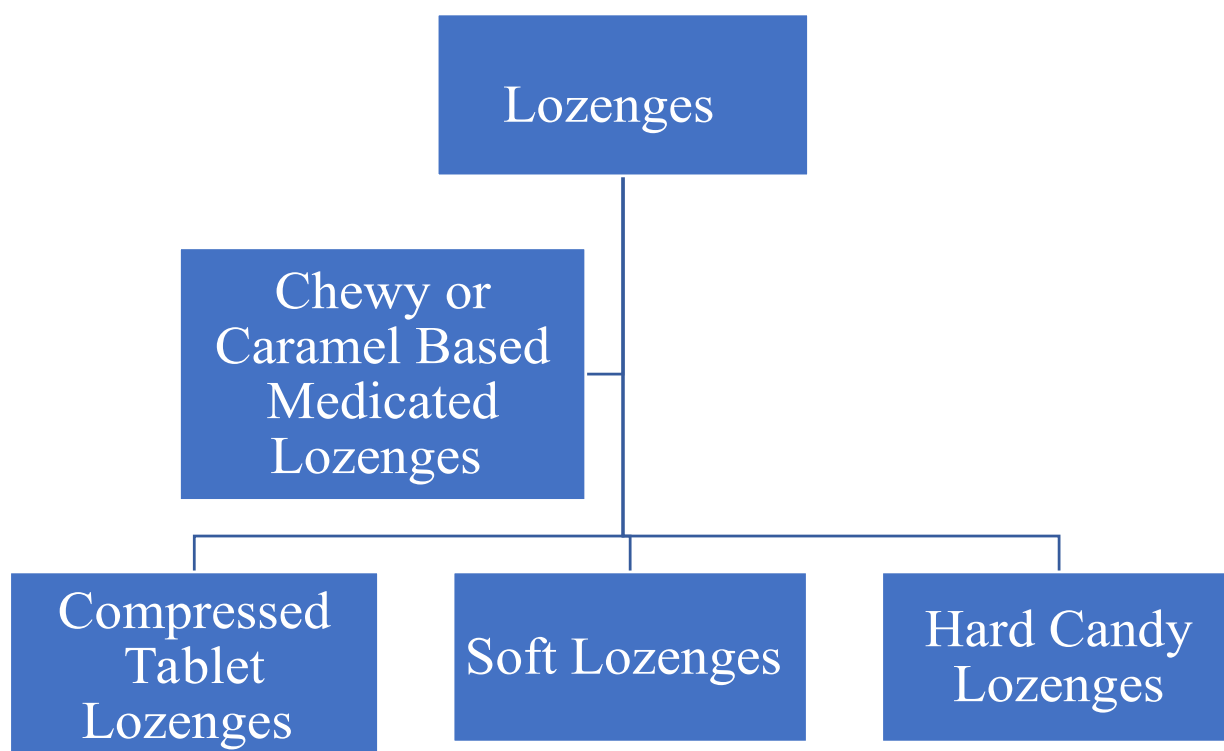 Lozenges
Chewy or
Caramel Based
Medicated
Lozenges
Compressed
Tablet
Lozenges
Soft Lozenges
Hard Candy
Lozenges